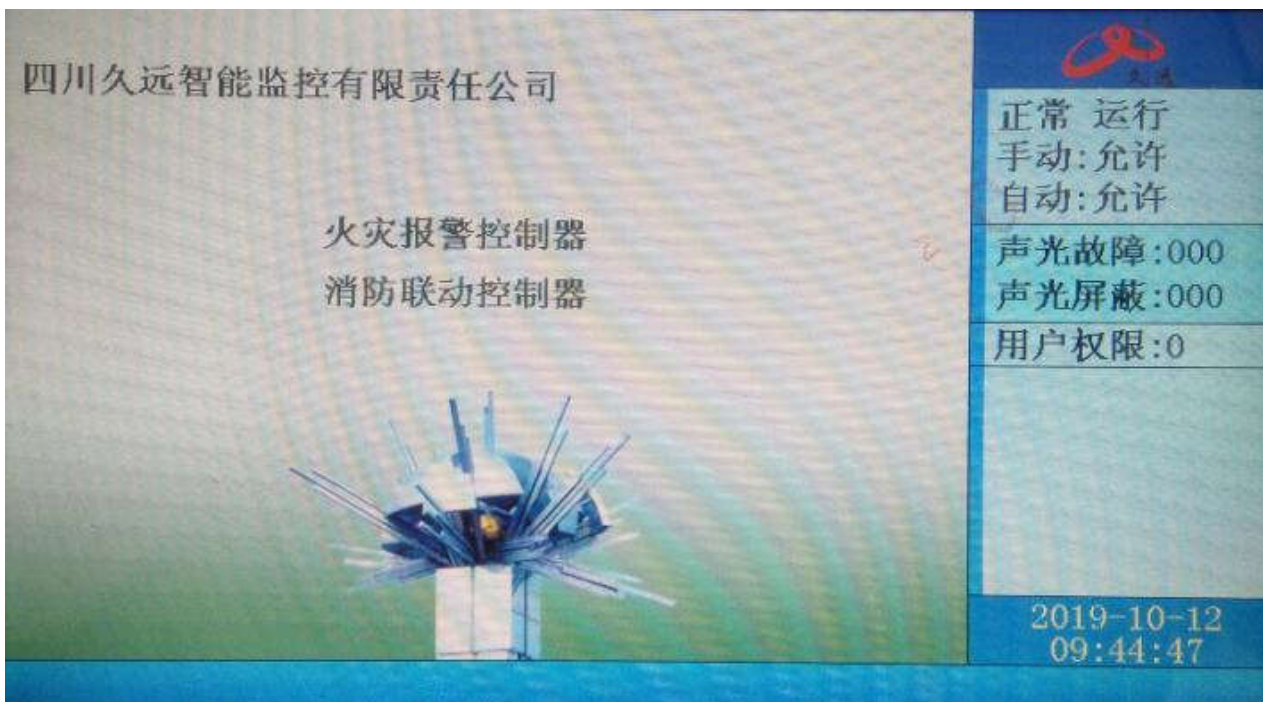 四川久远智能监控有限责任公司
火灾报警控制器
消防联动控制器
久远
正常 运行
手动:允许
自动:允许
声光故障:000
声光屏蔽:000
用户权限:0
2019-10-12
09:44:47